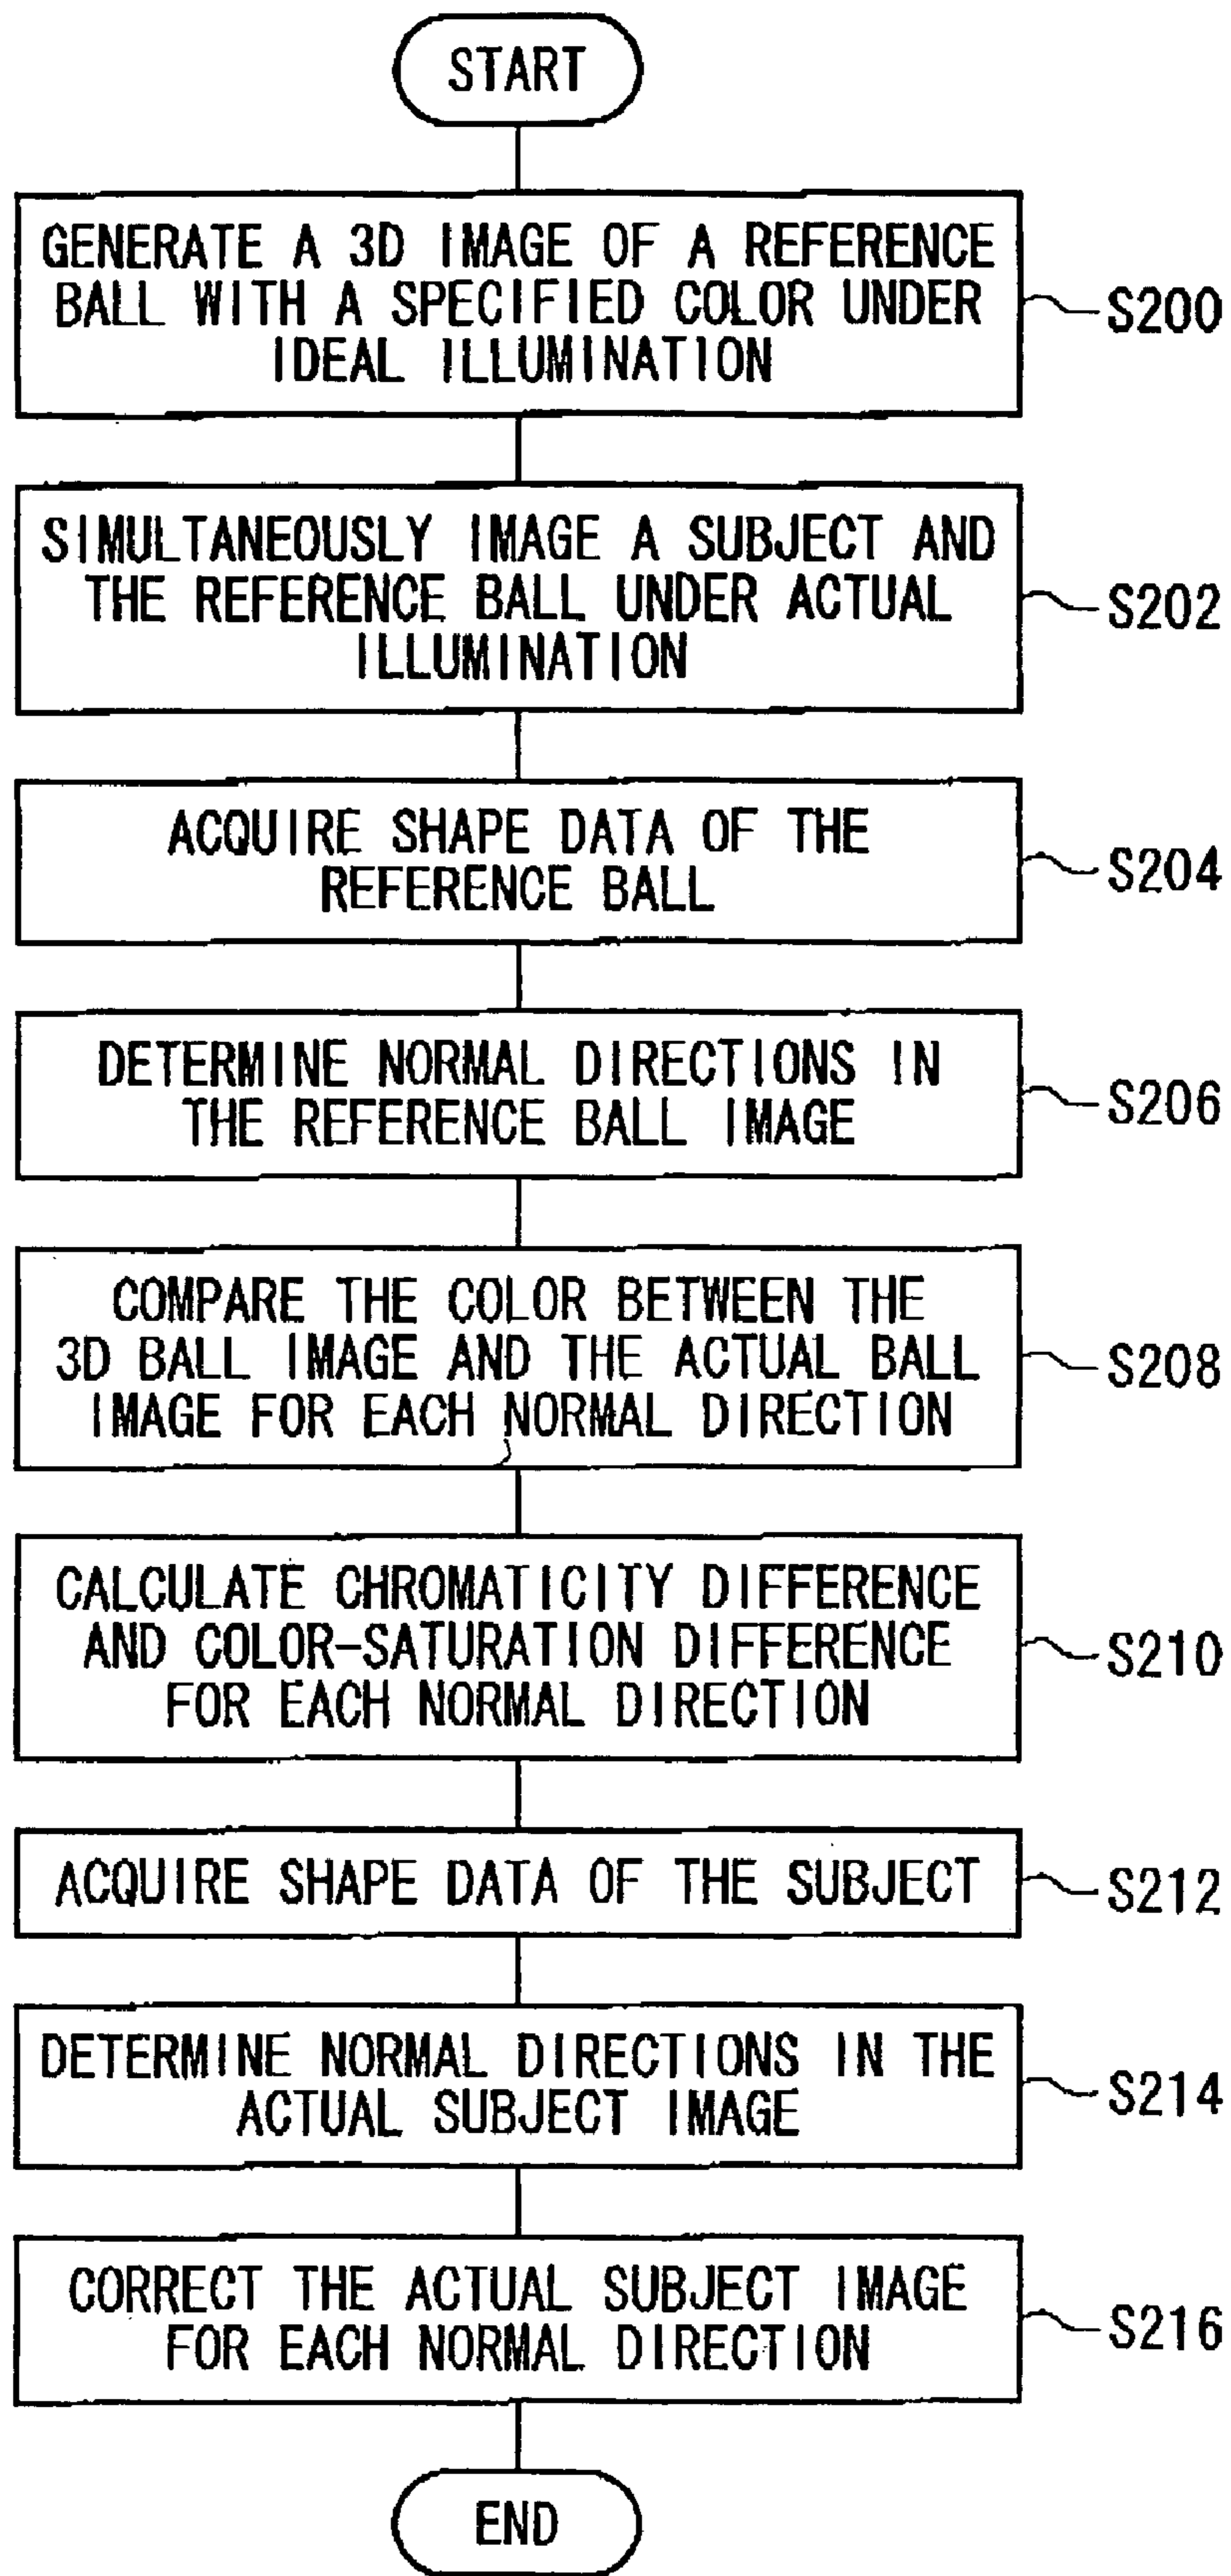 START
GENERATE A 3D IMAGE OF A REFERENCE
BALL WITH A SPECIFIED COLOR UNDER
IDEAL ILLUMINATION
S200
SIMULTANEOUSLY IMAGE A SUBJECT AND
THE REFERENCE BALL UNDER ACTUAL
ILLUMINATION
S202
ACQUIRE SHAPE DATA OF THE
REFERENCE BALL
S204
DETERMINE NORMAL DIRECTIONS IN
THE REFERENCE BALL IMAGE
S206
COMPARE THE COLOR BETWEEN THE
3D BALL IMAGE AND THE ACTUAL BALL
IMAGE FOR EACH NORMAL DIRECTION
S208
CALCULATE CHROMATICITY DIFFERENCE
AND COLOR-SATURATION DIFFERENCE
FOR EACH NORMAL DIRECTION
S210
ACQUIRE SHAPE DATA OF THE SUBJECT
S212
DETERMINE NORMAL DIRECTIONS IN THE
ACTUAL SUBJECT IMAGE
S214
CORRECT THE ACTUAL SUBJECT IMAGE
FOR EACH NORMAL DIRECTION
S216
END